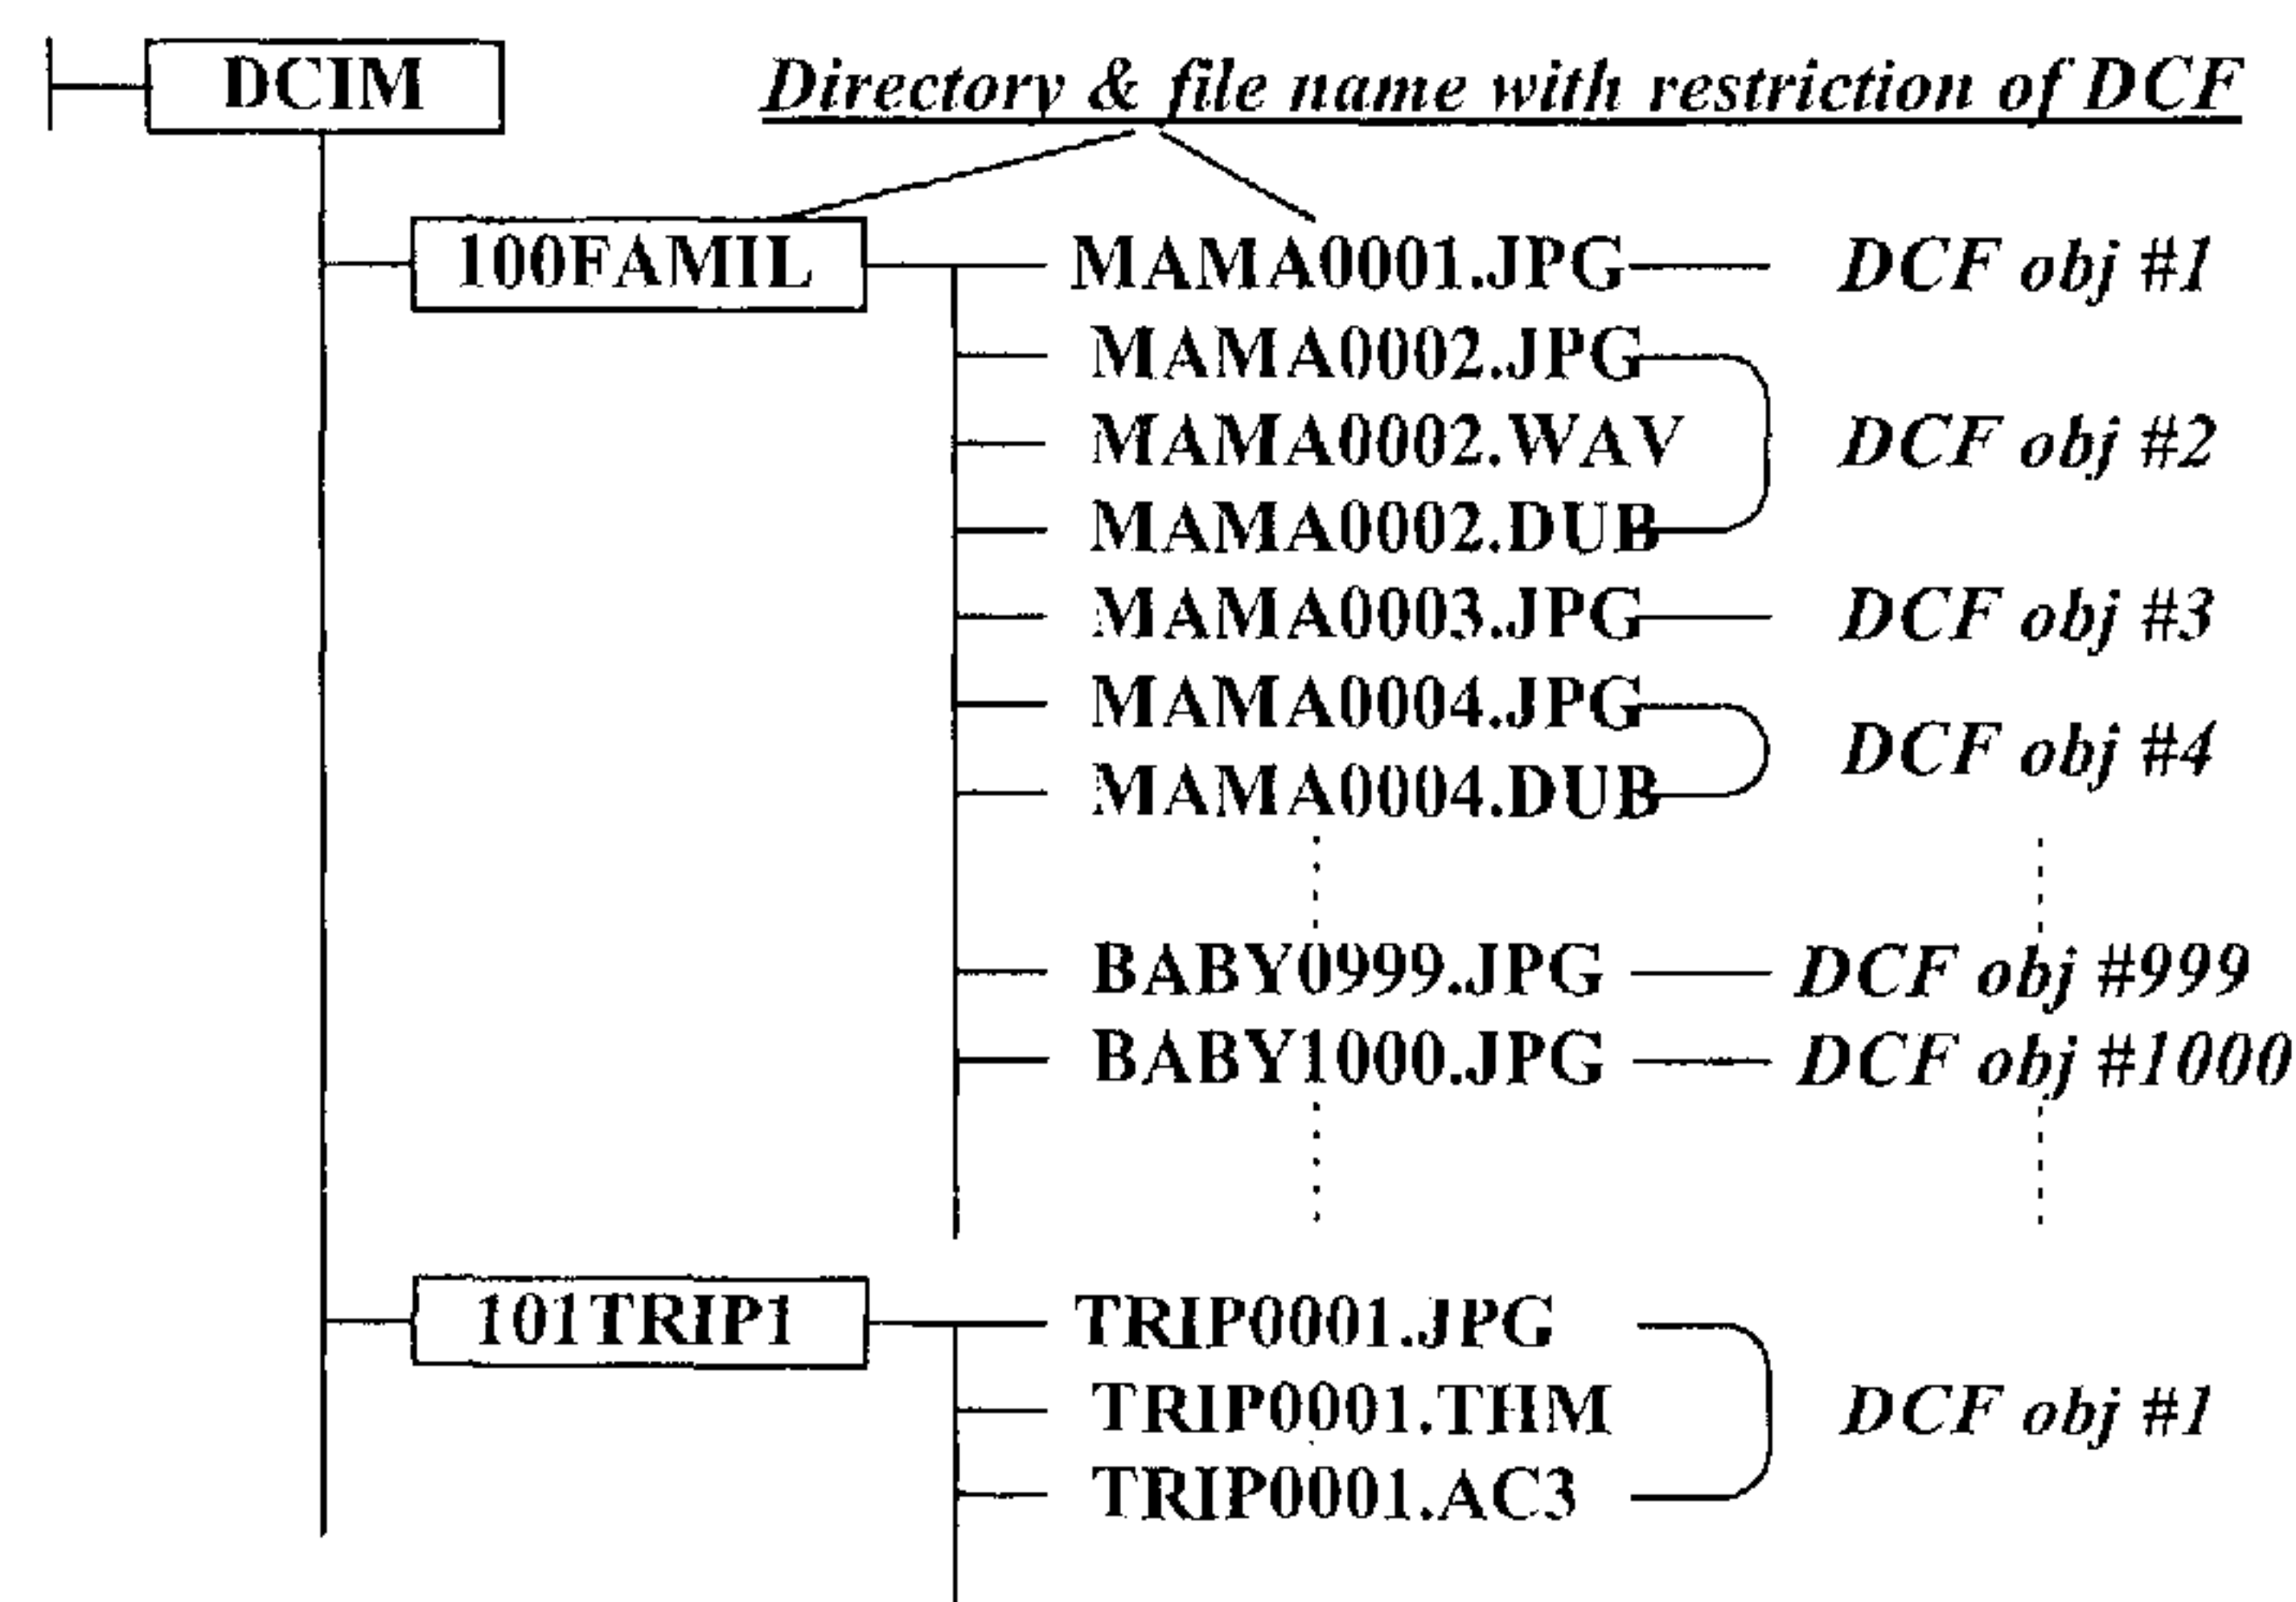 DCIM
Directory & file name with restriction of DCF
100FAMIL
MAMA0001.JPG DCF obj #1
MAMA0002.JPG
MAMA0002.WAV DCF obj #2
MAMA0002.DUB
MAMA0003.JPG DCF obj #3
MAMA0004.JPG
DCF obj #4
MAMA0004.DUB
BABY0999.JPG DCF obj #999
BABY1000.JPG DCF obj #1000
101TRIP1
TRIP0001.JPG
TRIP0001.THM DCF obj #1
TRIP0001.AC3